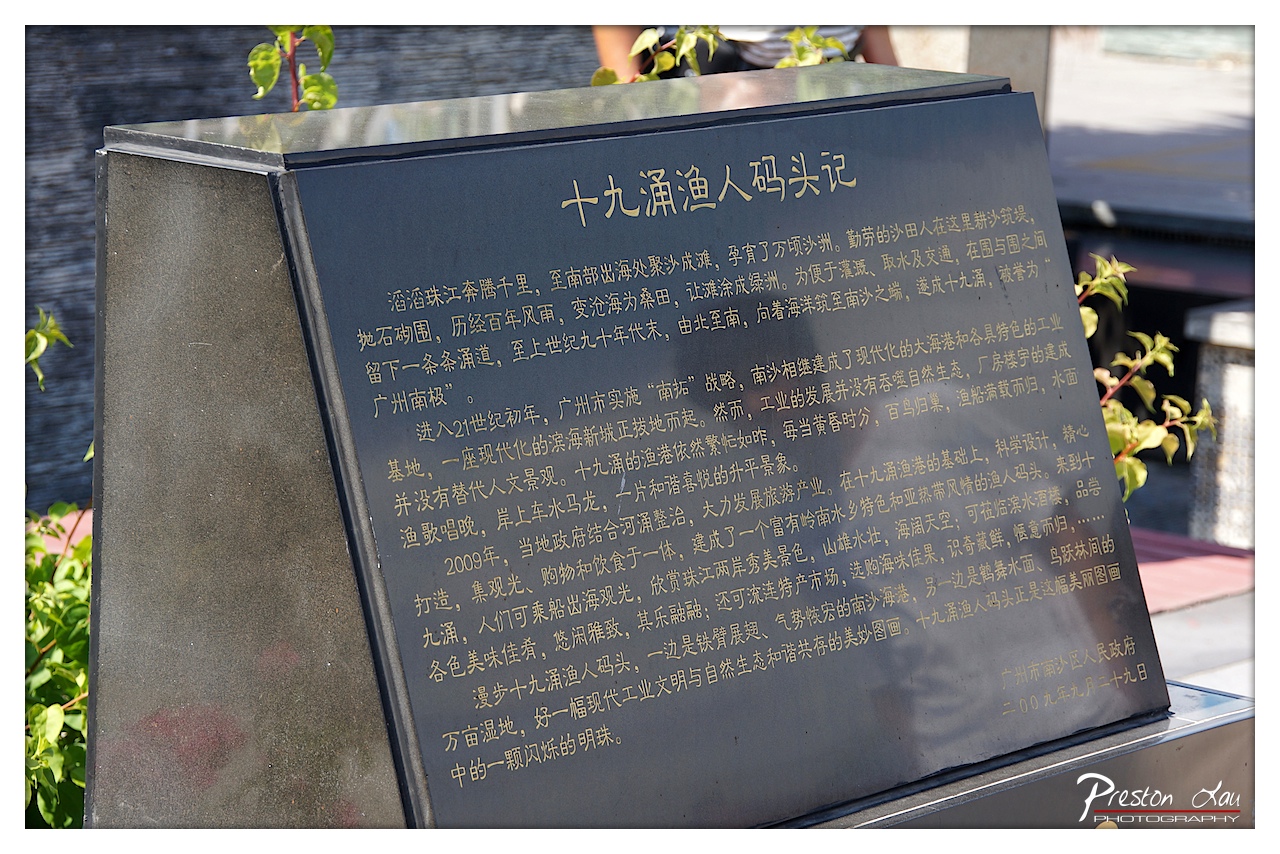 十九涌渔人码头记
滔滔珠江奔腾千里，至南部出海处聚沙成滩，孕育了万顷沙洲。勤劳的沙田人在这里耕沙筑堤，
抛石砌围，历经百年风雨，变沧海为桑田，让滩涂成绿洲。为便于灌溉、取水及交通，在围与围之间
留下一条条涌道，至上世纪九十年代末，由北至南，向着海洋筑至南沙之端，遂成十九涌，被誉为“
广州南极”。
进入21世纪初年，广州市实施“南拓”战略，南沙相继建成了现代化的大海港和各具特色的工业
基地，一座现代化的滨海新城正拔地而起。然而，工业的发展并没有吞噬自然生态，厂房楼宇的建成
并没有替代人文景观。十九涌的渔港依然繁忙如昨，每当黄昏时分，百鸟归巢，渔船满载而归，水面
渔歌唱晚，岸上车水马龙，一片和谐喜悦的升平景象。
2009年，当地政府结合河涌整治，大力发展旅游产业。在十九涌渔港的基础上，科学设计，精心
打造，集观光、购物和饮食于一体，建成了一个富有岭南水乡特色和亚热带风情的渔人码头。来到十
九涌，人们可乘船出海观光，欣赏珠江两岸秀美景色，山雄水壮，海阔天空；可莅临滨水酒楼，品尝
各色美味佳肴，悠闲雅致，其乐融融；还可流连特产市场，选购海味佳果，识奇藏鲜，惬意而归，……
漫步十九涌渔人码头，一边是铁臂展翅、气势恢宏的南沙海港，另一边是鹤舞水面、鸟跃林间的
万亩湿地，好一幅现代工业文明与自然生态和谐共存的美妙图画。十九涌渔人码头正是这幅美丽图画
中的一颗闪烁的明珠。
广州市南沙区人民政府
二00九年九月二十九日
Preston Lau
PHOTOGRAPHY